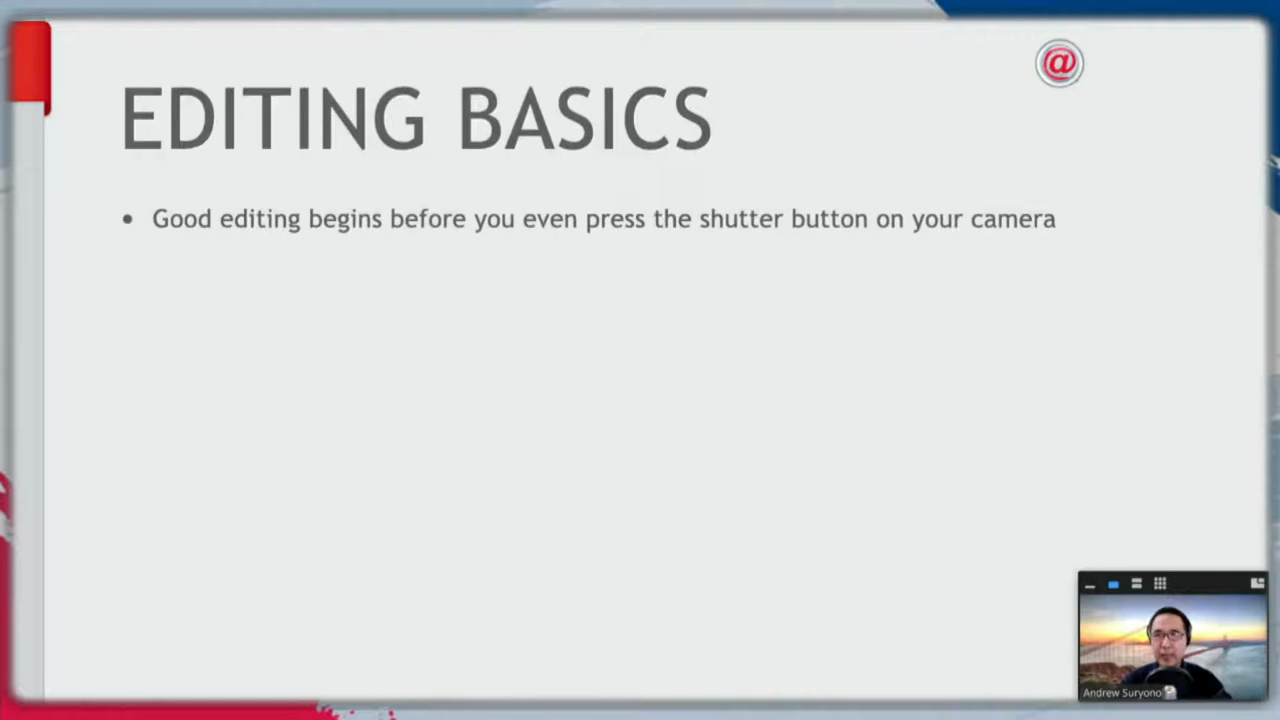 @
EDITING BASICS
• Good editing begins before you even press the shutter button on your camera
Andrew Suryono